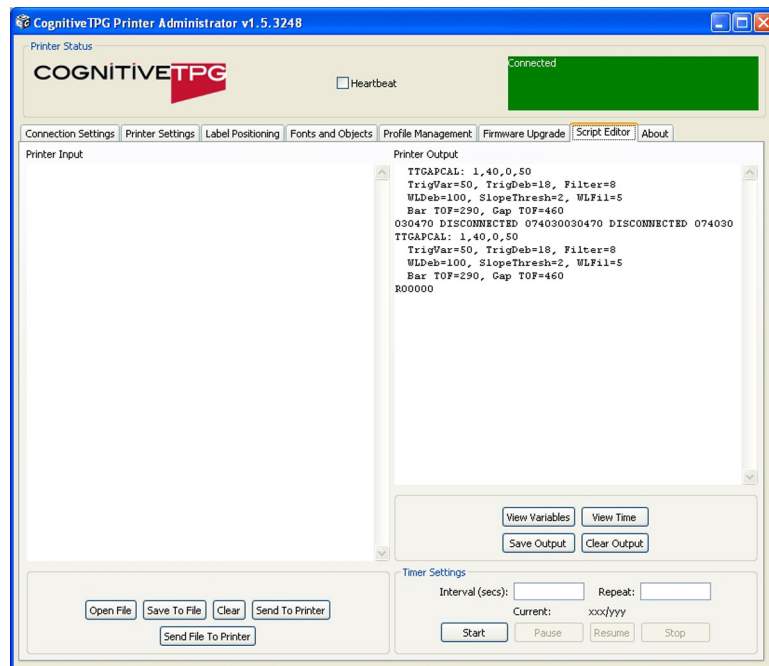 CognitiveTPG Printer Administrator v1.5.3248
Printer Status
COGNITIVETPG
Heartbeat
Connected
Connection Settings Printer Settings Label Positioning Fonts and Objects Profile Management Firmware Upgrade Script Editor About
Printer Input
Printer Output
TTGAPCAL: 1,40,0,50
TrigVar=50, TrigDeb=18, Filter=8
WLDeb=100, SlopeThresh=2, WLFil=5
Bar TOF=290, Gap TOF=460
030470 DISCONNECTED 074030030470 DISCONNECTED 074030
TTGAPCAL: 1,40,0,50
TrigVar=50, TrigDeb=18, Filter=8
WLDeb=100, SlopeThresh=2, WLFil=5
Bar TOF=290, Gap TOF=460
R00000
View Variables View Time
Save Output Clear Output
Open File Save To File Clear Send To Printer
Send File To Printer
Timer Settings
Interval (secs): Repeat:
Current: xxx/yyy
Start Pause Resume Stop